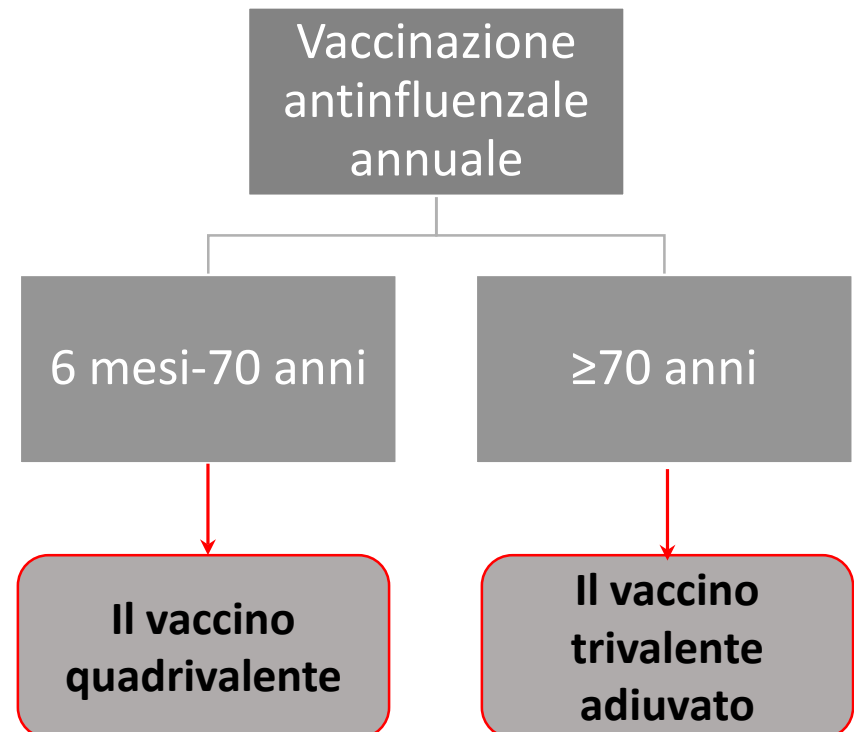 Vaccinazione
antinfluenzale
annuale
6 mesi-70 anni
≥70 anni
Il vaccino
quadrivalente
Il vaccino
trivalente
adiuvato